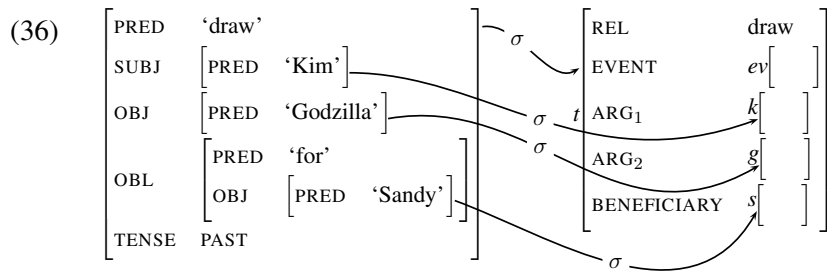 (36)
PRED ‘draw’
SUBJ [PRED ‘Kim’]
OBJ [PRED ‘Godzilla’]
OBL [PRED ‘for’
OBJ [PRED ‘Sandy’]]
TENSE PAST
σ
σ
σ
σ
t
REL draw
EVENT ev[ ]
ARG1 k[ ]
ARG2 g[ ]
BENEFICIARY s[ ]